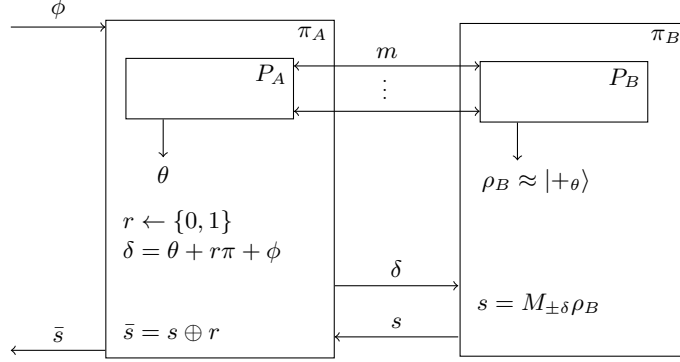 ϕ
π_A
π_B
P_A
m
P_B
⋮
θ
ρ_B ≈ |+_θ⟩
r ← {0, 1}
δ = θ + rπ + ϕ
δ
s = M_{±δ}ρ_B
s̄
s̄ = s ⊕ r
s